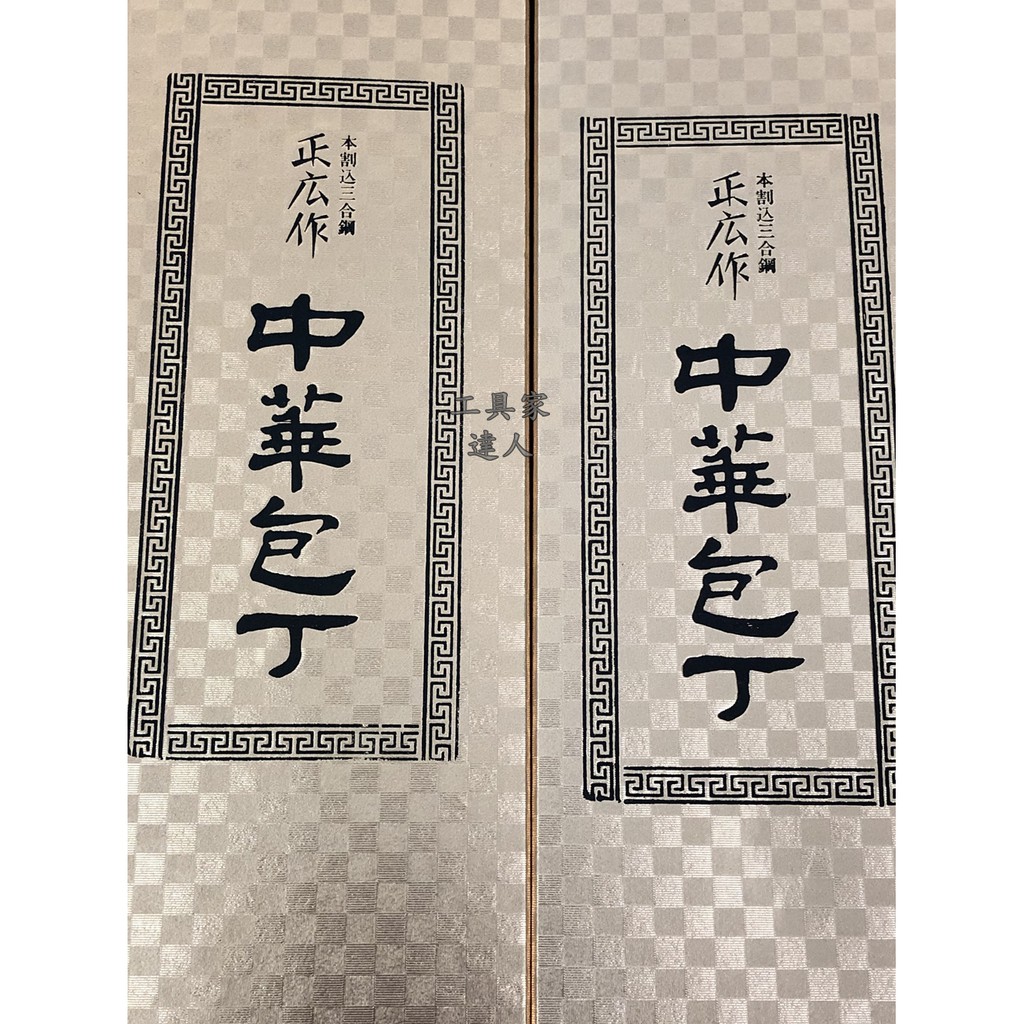 本割込三合鋼
正広作
中華包丁
工具家
達人
本割込三合鋼
正広作
中華包丁